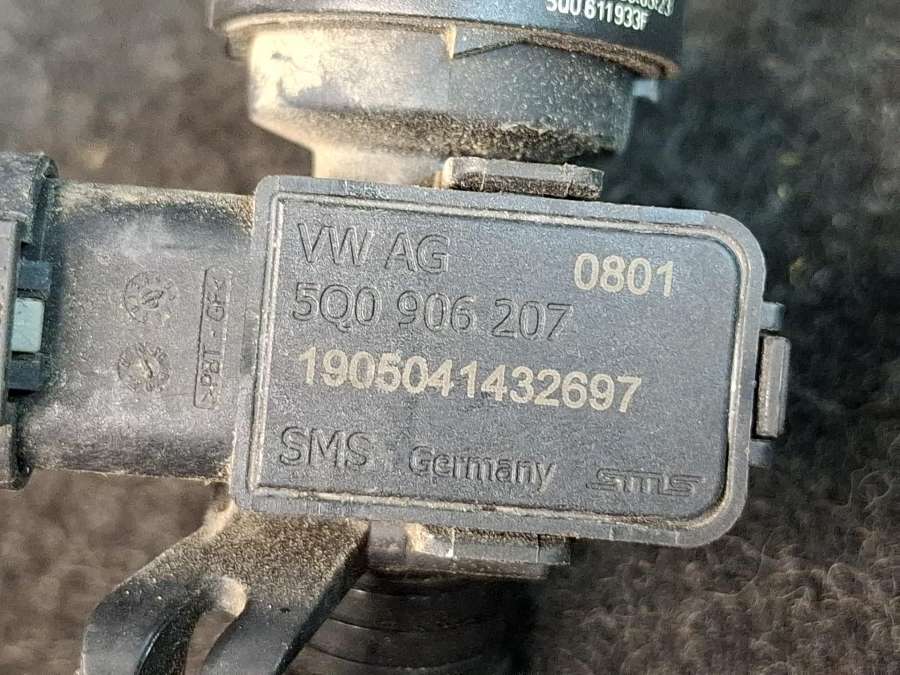 5Q0 611 933F
VW AG
0801
5Q0 906 207
1905041432697
SMS Germany SMS